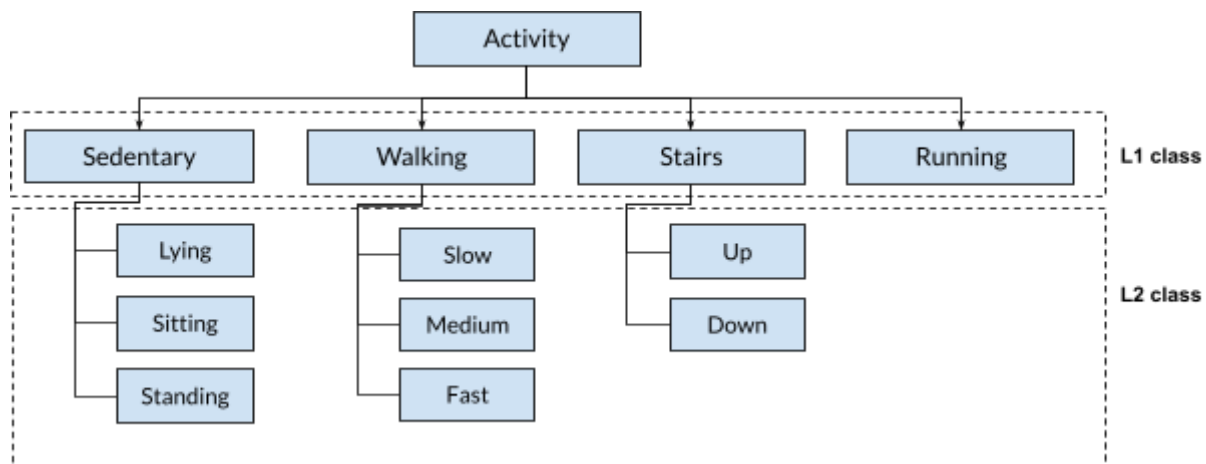 Activity
Sedentary
Walking
Stairs
Running
L1 class
Lying
Sitting
Standing
Slow
Medium
Fast
Up
Down
L2 class